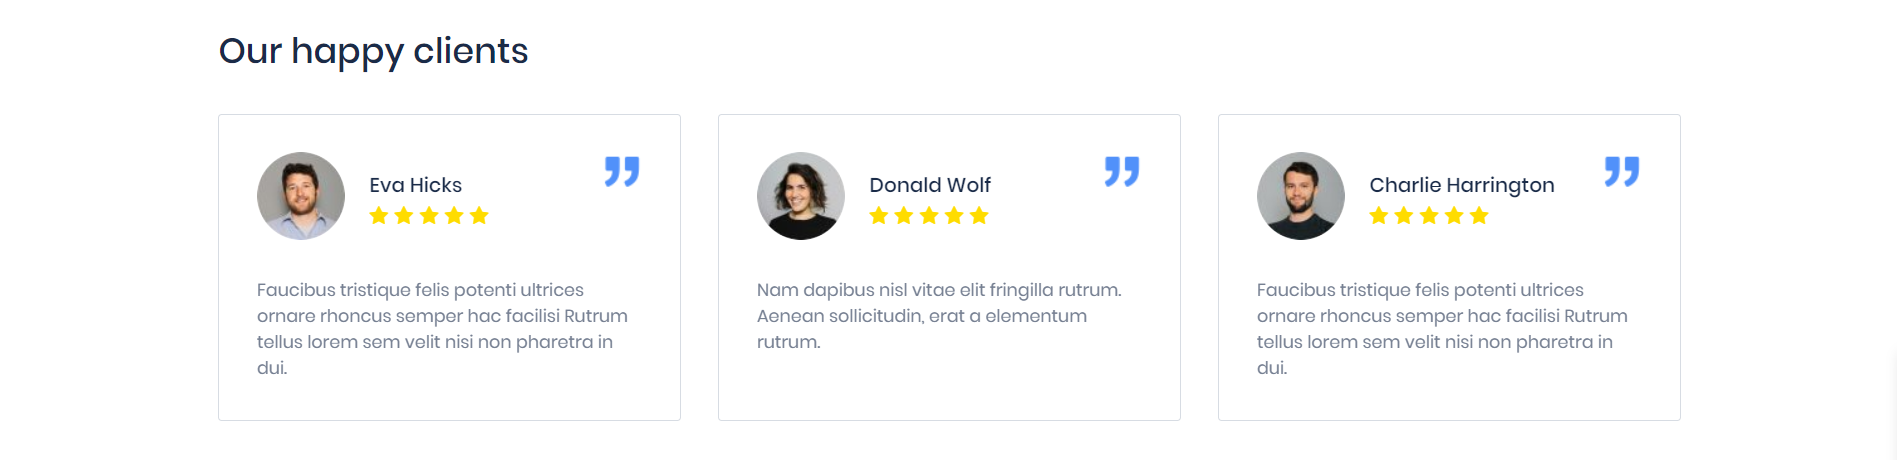 Our happy clients
Eva Hicks
Faucibus tristique felis potenti ultrices
ornare rhoncus semper hac facilisi Rutrum
tellus lorem sem velit nisi non pharetra in
dui.
Donald Wolf
Nam dapibus nisl vitae elit fringilla rutrum.
Aenean sollicitudin, erat a elementum
rutrum.
Charlie Harrington
Faucibus tristique felis potenti ultrices
ornare rhoncus semper hac facilisi Rutrum
tellus lorem sem velit nisi non pharetra in
dui.